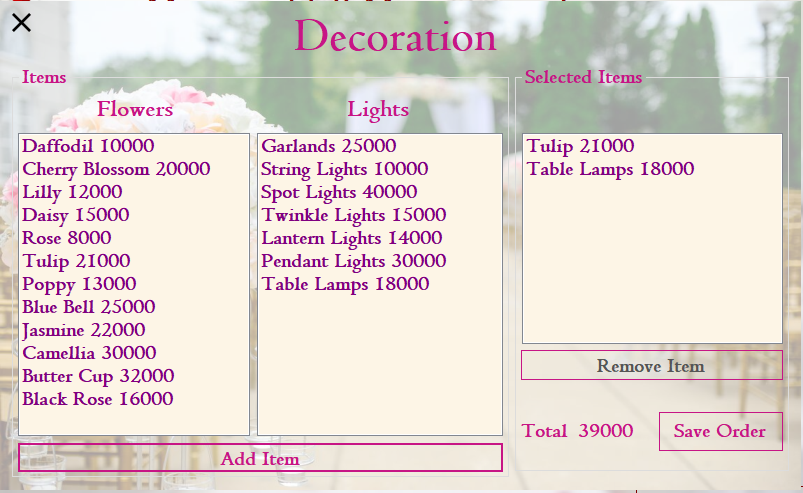 Decoration
Items
Flowers
Daffodil 10000
Cherry Blossom 20000
Lilly 12000
Daisy 15000
Rose 8000
Tulip 21000
Poppy 13000
Blue Bell 25000
Jasmine 22000
Camellia 30000
Butter Cup 32000
Black Rose 16000
Lights
Garlands 25000
String Lights 10000
Spot Lights 40000
Twinkle Lights 15000
Lantern Lights 14000
Pendant Lights 30000
Table Lamps 18000
Add Item
Selected Items
Tulip 21000
Table Lamps 18000
Remove Item
Total 39000
Save Order